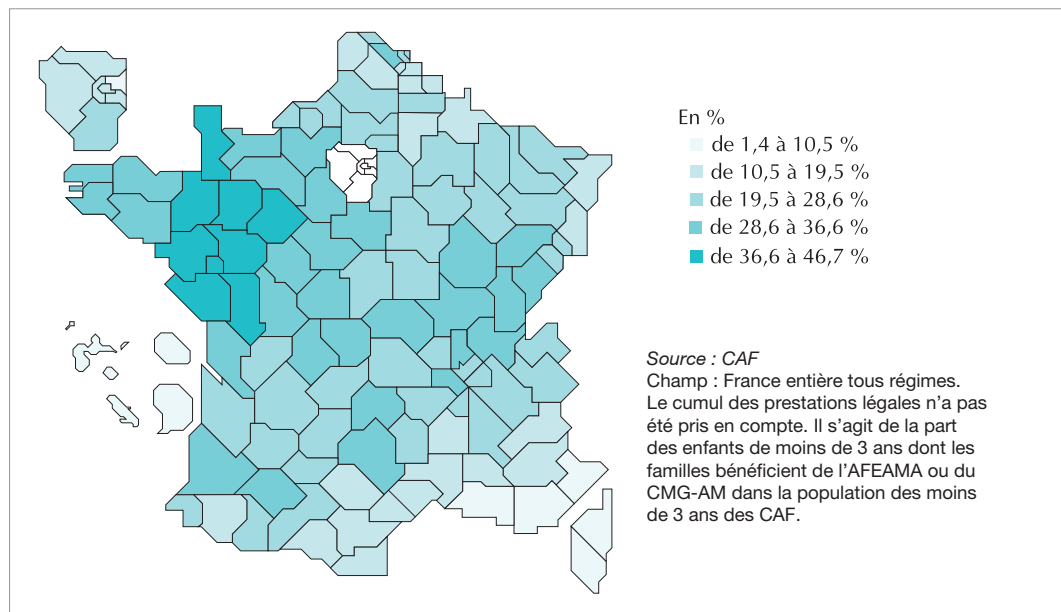 En %
de 1,4 à 10,5 %
de 10,5 à 19,5 %
de 19,5 à 28,6 %
de 28,6 à 36,6 %
de 36,6 à 46,7 %
Source : CAF
Champ : France entière tous régimes.
Le cumul des prestations légales n’a pas
été pris en compte. Il s’agit de la part
des enfants de moins de 3 ans dont les
familles bénéficient de l’AFEAMA ou du
CMG-AM dans la population des moins
de 3 ans des CAF.